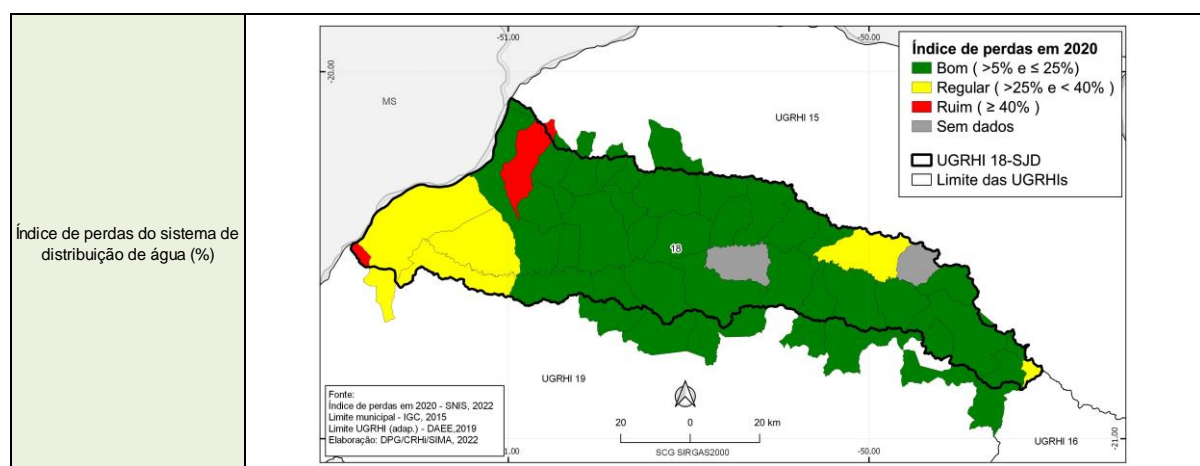 Índice de perdas do sistema de
distribuição de água (%)
-51.00
-50.00
-20.00
MS
UGRHI 15
Índice de perdas em 2020
Bom ( >5% e ≤ 25%)
Regular ( >25% e < 40% )
Ruim ( ≥ 40% )
Sem dados
UGRHI 18-SJD
Limite das UGRHIs
18
UGRHI 19
Fonte:
Índice de perdas em 2020 - SNIS, 2022
Limite municipal - IGC, 2015
Limite UGRHI (adap.) - DAEE,2019
Elaboração: DPG/CRHi/SIMA, 2022
20 0 20 km
SCG SIRGAS2000
UGRHI 16
-21.00
-51.00
-50.00